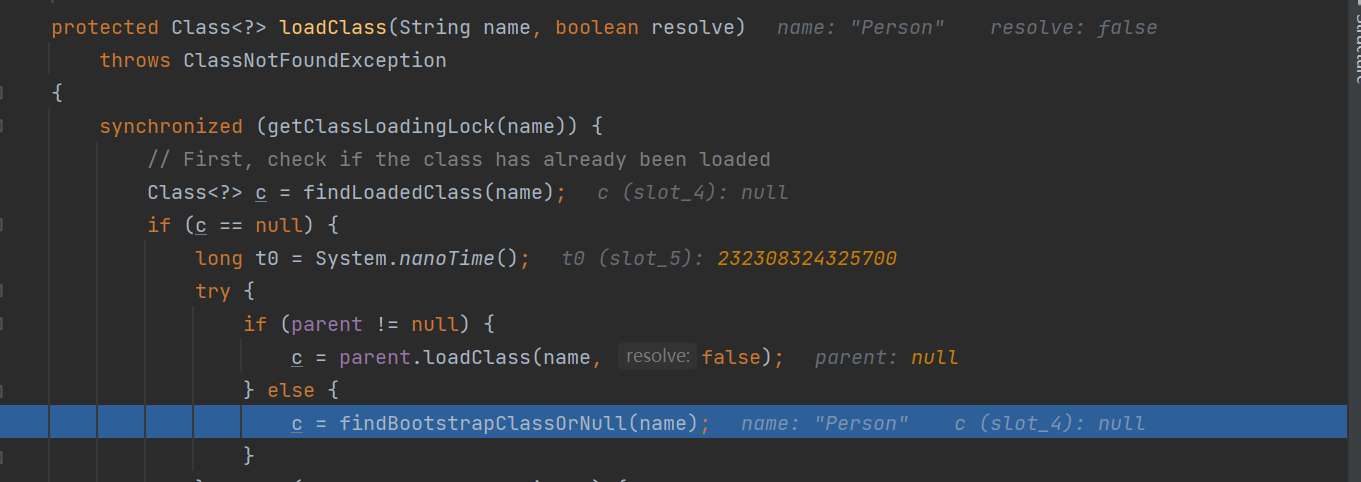 protected Class<?> loadClass(String name, boolean resolve)   name: "Person"    resolve: false
    throws ClassNotFoundException
{
    synchronized (getClassLoadingLock(name)) {
        // First, check if the class has already been loaded
        Class<?> c = findLoadedClass(name);   c (slot_4): null
        if (c == null) {
            long t0 = System.nanoTime();   t0 (slot_5): 232308324325700
            try {
                if (parent != null) {
                    c = parent.loadClass(name, resolve: false);   parent: null
                } else {
                    c = findBootstrapClassOrNull(name);   name: "Person"    c (slot_4): null
                }